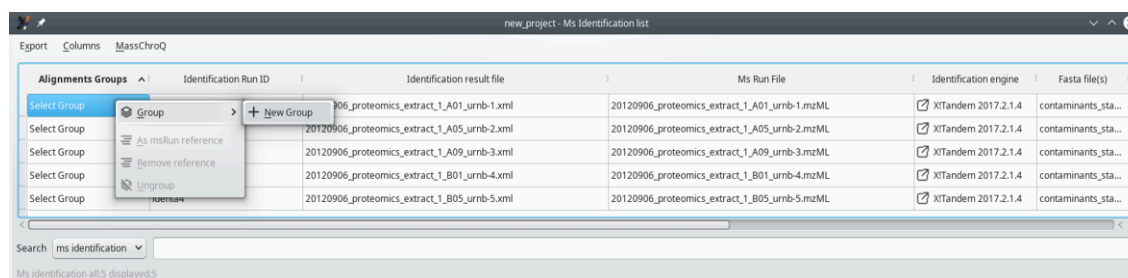 new_project - Ms Identification list
Export Columns MassChroQ
Alignments Groups Identification Run ID Identification result file Ms Run File Identification engine Fasta file(s)
Select Group 20120906_proteomics_extract_1_A01_urnb-1.mzML X!Tandem 2017.2.1.4 contaminants_sta...
Group New Group 906_proteomics_extract_1_A01_urnb-1.xml
Select Group 20120906_proteomics_extract_1_A05_urnb-2.xml 20120906_proteomics_extract_1_A05_urnb-2.mzML X!Tandem 2017.2.1.4 contaminants_sta...
As msRun reference
Select Group 20120906_proteomics_extract_1_A09_urnb-3.xml 20120906_proteomics_extract_1_A09_urnb-3.mzML X!Tandem 2017.2.1.4 contaminants_sta...
Remove reference
Select Group 20120906_proteomics_extract_1_B01_urnb-4.xml 20120906_proteomics_extract_1_B01_urnb-4.mzML X!Tandem 2017.2.1.4 contaminants_sta...
Ungroup
Select Group identa4 20120906_proteomics_extract_1_B05_urnb-5.xml 20120906_proteomics_extract_1_B05_urnb-5.mzML X!Tandem 2017.2.1.4 contaminants_sta...
Search ms identification
Ms identification all:5 displayed:5